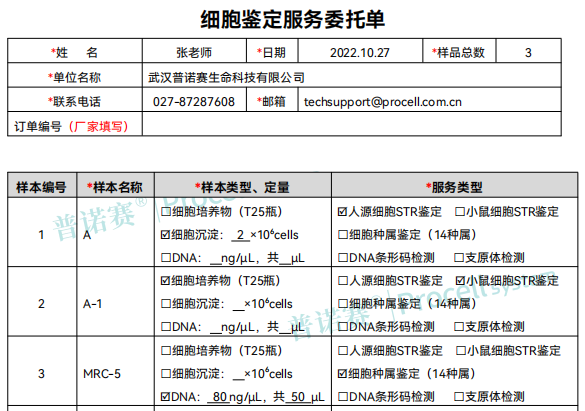 细胞鉴定服务委托单
*姓 名 张老师 *日期 2022.10.27 *样品总数 3
*单位名称 武汉普诺赛生命科技有限公司
*联系电话 027-87287608 *邮箱 techsupport@procell.com.cn
订单编号（厂家填写）
样本编号 *样本名称 *样本类型、定量 *服务类型
1 A
☐细胞培养物（T25瓶）
☑细胞沉淀：_2_×10⁶cells
☐DNA：__ng/μL，共__μL
☑人源细胞STR鉴定 ☐小鼠细胞STR鉴定
☐细胞种属鉴定（14种属）
☐DNA条形码检测 ☐支原体检测
2 A-1
☑细胞培养物（T25瓶）
☐细胞沉淀：__×10⁶cells
☐DNA：__ng/μL，共__μL
☐人源细胞STR鉴定 ☑小鼠细胞STR鉴定
☐细胞种属鉴定（14种属）
☐DNA条形码检测 ☐支原体检测
3 MRC-5
☐细胞培养物（T25瓶）
☐细胞沉淀：__×10⁶cells
☑DNA：_80_ng/μL，共_50_μL
☐人源细胞STR鉴定 ☐小鼠细胞STR鉴定
☑细胞种属鉴定（14种属）
☐DNA条形码检测 ☐支原体检测
普诺赛® Procell
普诺赛® Procell system